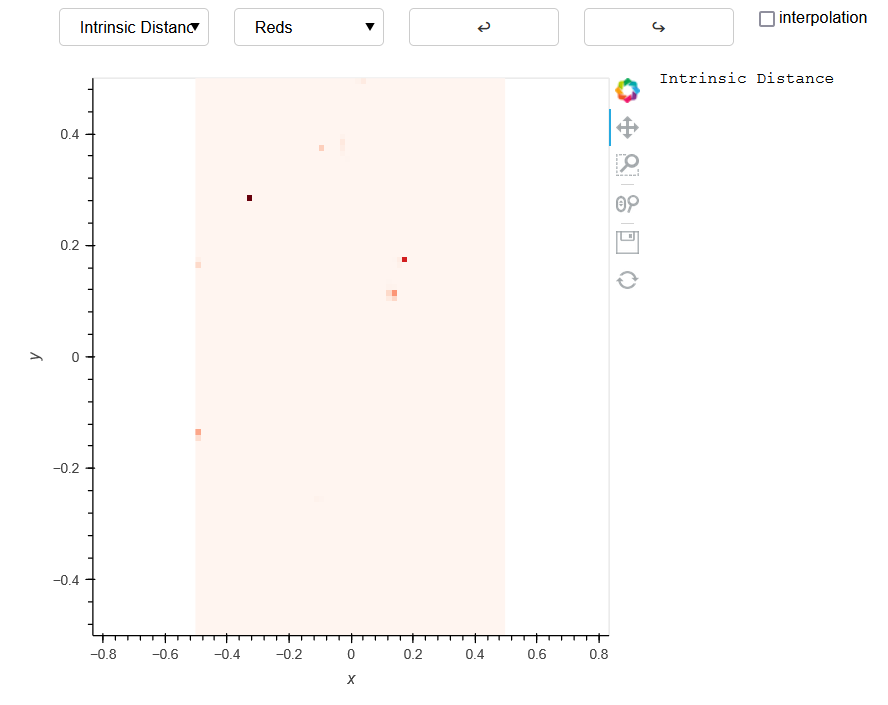 Intrinsic Distanc
Reds
↩
↪
interpolation
Intrinsic Distance
0.4
0.2
0
−0.2
−0.4
y
−0.8 −0.6 −0.4 −0.2 0 0.2 0.4 0.6 0.8
x